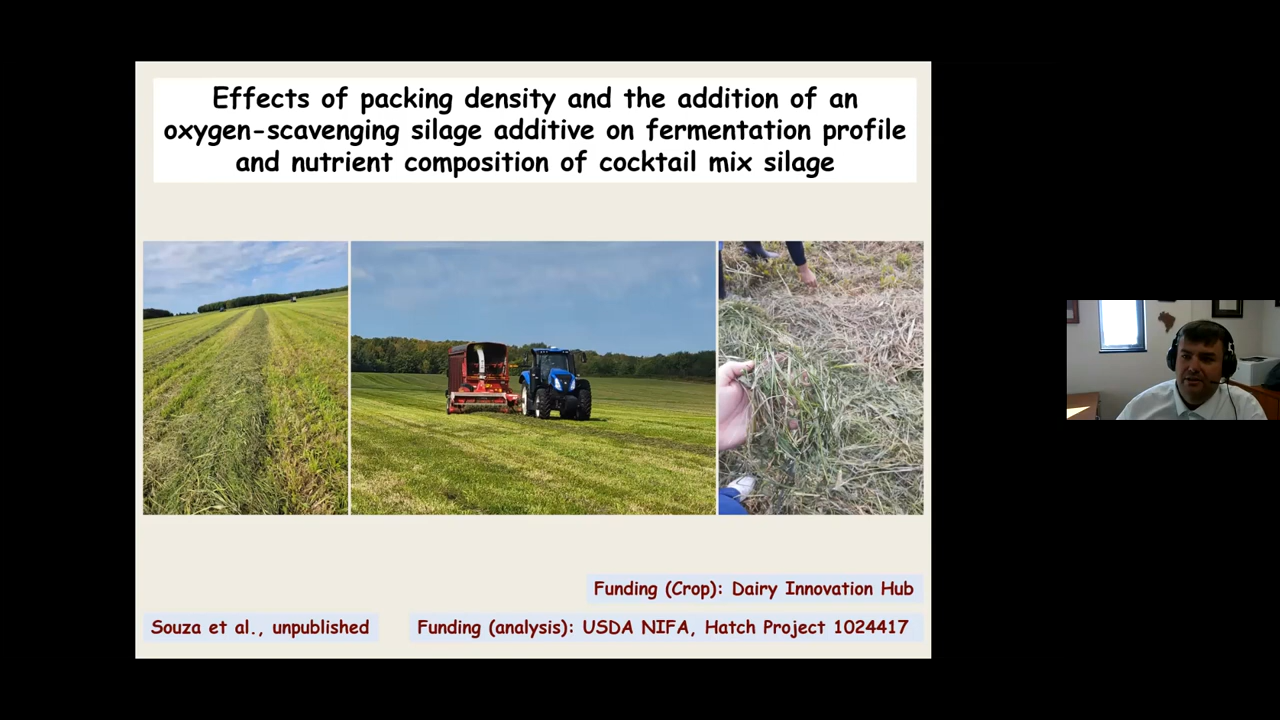 Effects of packing density and the addition of an
oxygen-scavenging silage additive on fermentation profile
and nutrient composition of cocktail mix silage
Funding (Crop): Dairy Innovation Hub
Souza et al., unpublished
Funding (analysis): USDA NIFA, Hatch Project 1024417